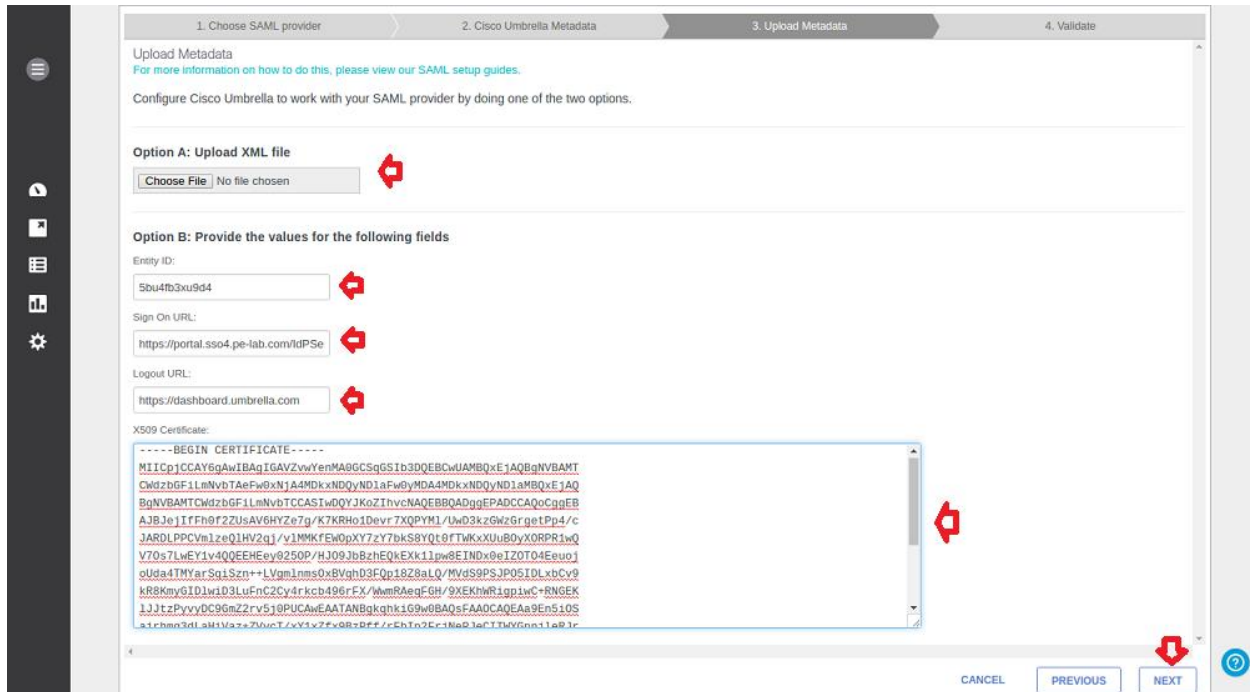 1. Choose SAML provider
2. Cisco Umbrella Metadata
3. Upload Metadata
4. Validate
Upload Metadata
For more information on how to do this, please view our SAML setup guides.
Configure Cisco Umbrella to work with your SAML provider by doing one of the two options.
Option A: Upload XML file
Choose File No file chosen
Option B: Provide the values for the following fields
Entity ID:
5bu4fb3xu9d4
Sign On URL:
https://portal.sso4.pe-lab.com/IdPSe
Logout URL:
https://dashboard.umbrella.com
X509 Certificate:
-----BEGIN CERTIFICATE-----
MIICpjCCAY6gAwIBAgIGAVZvwYenMA0GCSqGSIb3DQEBCwUAMBQxEjAQBgNVBAMT
CWdzbGFiLmNvbTAeFw0xNjA4MDkxNDQyNDlaFw0yMDA4MDkxNDQyNDlaMBQxEjAQ
BgNVBAMTCWdzbGFiLmNvbTCCASIwDQYJKoZIhvcNAQEBBQADggEPADCCAQoCggEB
AJBJejIfFh0f2ZUsAV6HYZe7g/K7KRHo1Devr7XQPYMl/UwD3kzGWzGrgetPp4/c
JARDLPPCVmlzeQlHV2qj/vlMMKfEWOpXY7zY7bkS8YQt0fTWKxXUuBOyXORPR1wQ
V70s7LwEY1v4QQEEHEey025OP/HJO9JbBzhEQkEXk1lpw8EINDx0eIZOTO4Eeuoj
oUda4TMYarSqiSzn++LVgmlnmsOxBVghD3FQp18Z8aLQ/MVdS9PSJPO5IDLxbCv9
kR8KmyGIDlwiD3LuFnC2Cy4rkcb496rFX/WwmRAeqFGH/9XEKhWRigpiwC+RNGEK
lJJtzPyvyDC9GmZ2rv5j0PUCAwEAATANBgkqhkiG9w0BAQsFAAOCAQEAa9En5iOS
CANCEL
PREVIOUS
NEXT